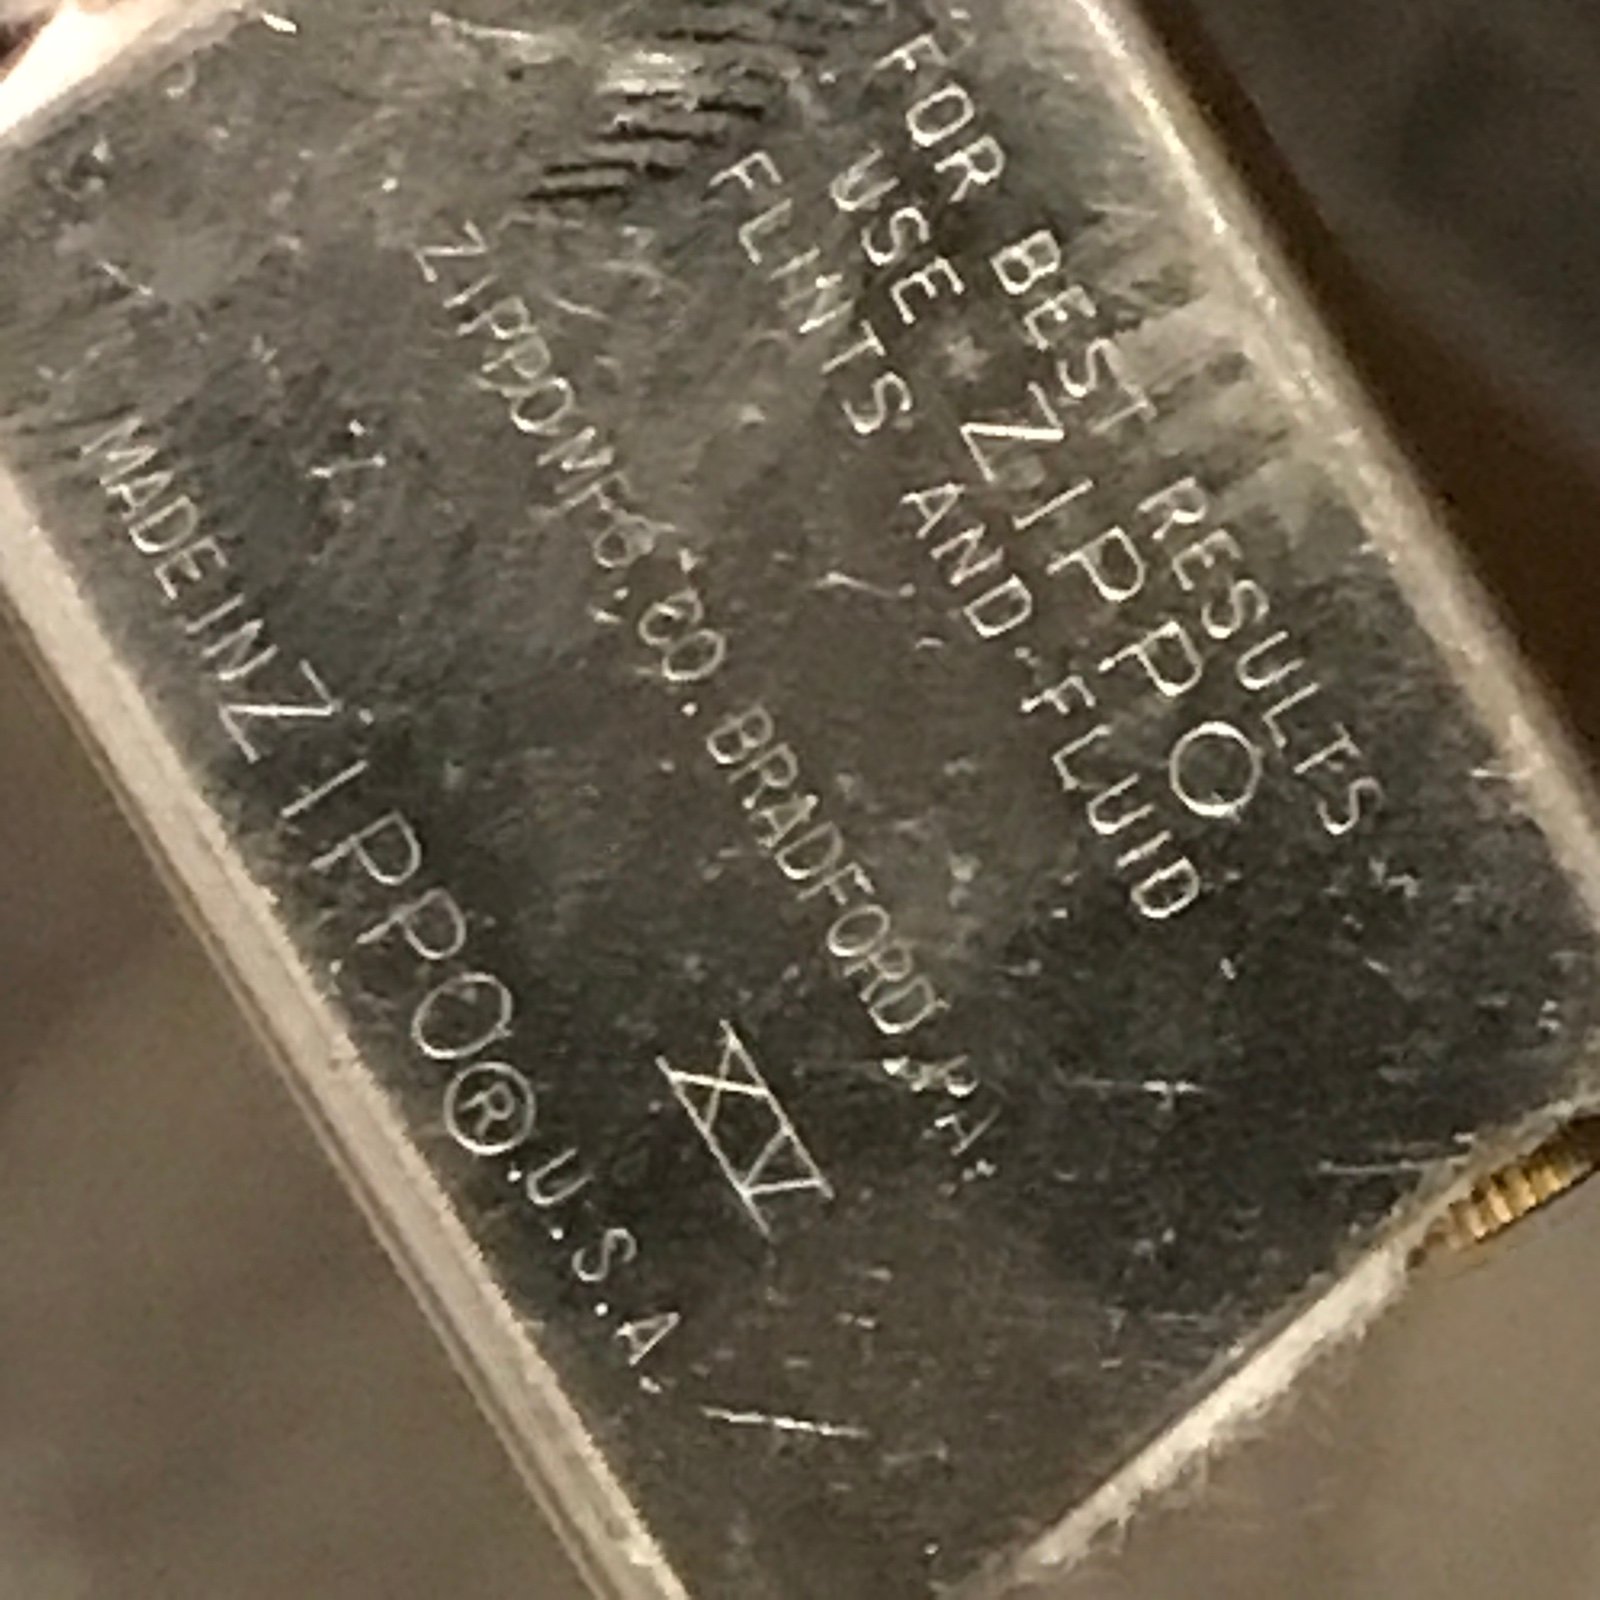 FOR BEST RESULTS
USE ZIPPO
FLINTS AND FLUID
ZIPPO MFG. CO. BRADFORD, PA.
XV
MADE IN ZIPPO®. U.S.A.